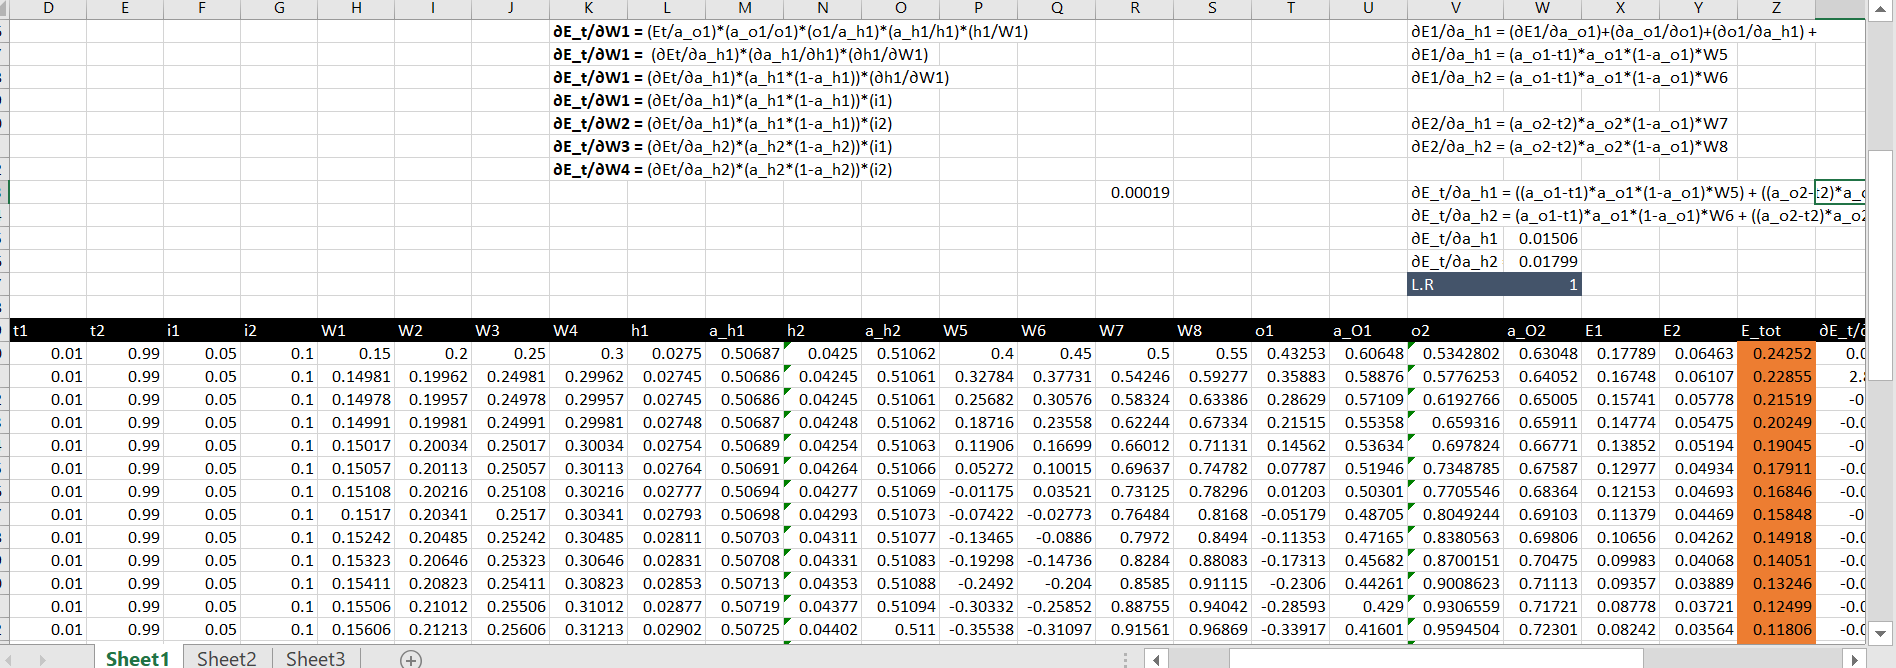 D E F G H I J K L M N O P Q R S T U V W X Y Z
∂E_t/∂W1 = (Et/a_o1)*(a_o1/o1)*(o1/a_h1)*(a_h1/h1)*(h1/W1) ∂E1/∂a_h1 = (∂E1/∂a_o1)+(∂a_o1/∂o1)+(∂o1/∂a_h1) +
∂E_t/∂W1 = (∂Et/∂a_h1)*(∂a_h1/∂h1)*(∂h1/∂W1) ∂E1/∂a_h1 = (a_o1-t1)*a_o1*(1-a_o1)*W5
∂E_t/∂W1 = (∂Et/∂a_h1)*(a_h1*(1-a_h1))*(∂h1/∂W1) ∂E1/∂a_h2 = (a_o1-t1)*a_o1*(1-a_o1)*W6
∂E_t/∂W1 = (∂Et/∂a_h1)*(a_h1*(1-a_h1))*(i1)
∂E_t/∂W2 = (∂Et/∂a_h1)*(a_h1*(1-a_h1))*(i2) ∂E2/∂a_h1 = (a_o2-t2)*a_o2*(1-a_o1)*W7
∂E_t/∂W3 = (∂Et/∂a_h2)*(a_h2*(1-a_h2))*(i1) ∂E2/∂a_h2 = (a_o2-t2)*a_o2*(1-a_o1)*W8
∂E_t/∂W4 = (∂Et/∂a_h2)*(a_h2*(1-a_h2))*(i2)
0.00019 ∂E_t/∂a_h1 = ((a_o1-t1)*a_o1*(1-a_o1)*W5) + ((a_o2-t2)*a_o
∂E_t/∂a_h2 = (a_o1-t1)*a_o1*(1-a_o1)*W6 + ((a_o2-t2)*a_o2
∂E_t/∂a_h1 0.01506
∂E_t/∂a_h2 0.01799
L.R 1
t1 t2 i1 i2 W1 W2 W3 W4 h1 a_h1 h2 a_h2 W5 W6 W7 W8 o1 a_O1 o2 a_O2 E1 E2 E_tot ∂E_t/∂
0.01 0.99 0.05 0.1 0.15 0.2 0.25 0.3 0.0275 0.50687 0.0425 0.51062 0.4 0.45 0.5 0.55 0.43253 0.60648 0.5342802 0.63048 0.17789 0.06463 0.24252
0.01 0.99 0.05 0.1 0.14981 0.19962 0.24981 0.29962 0.02745 0.50686 0.04245 0.51061 0.32784 0.37731 0.54246 0.59277 0.35883 0.58876 0.5776253 0.64052 0.16748 0.06107 0.22855
0.01 0.99 0.05 0.1 0.14978 0.19957 0.24978 0.29957 0.02745 0.50686 0.04245 0.51061 0.25682 0.30576 0.58324 0.63386 0.28629 0.57109 0.6192766 0.65005 0.15741 0.05778 0.21519
0.01 0.99 0.05 0.1 0.14991 0.19981 0.24991 0.29981 0.02748 0.50687 0.04248 0.51062 0.18716 0.23558 0.62244 0.67334 0.21515 0.55358 0.659316 0.65911 0.14774 0.05475 0.20249
0.01 0.99 0.05 0.1 0.15017 0.20034 0.25017 0.30034 0.02754 0.50689 0.04254 0.51063 0.11906 0.16699 0.66012 0.71131 0.14562 0.53634 0.697824 0.66771 0.13852 0.05194 0.19045
0.01 0.99 0.05 0.1 0.15057 0.20113 0.25057 0.30113 0.02764 0.50691 0.04264 0.51066 0.05272 0.10015 0.69637 0.74782 0.07787 0.51946 0.7348785 0.67587 0.12977 0.04934 0.17911
0.01 0.99 0.05 0.1 0.15108 0.20216 0.25108 0.30216 0.02777 0.50694 0.04277 0.51069 -0.01175 0.03521 0.73125 0.78296 0.01203 0.50301 0.7705546 0.68364 0.12153 0.04693 0.16846
0.01 0.99 0.05 0.1 0.1517 0.20341 0.2517 0.30341 0.02793 0.50698 0.04293 0.51073 -0.07422 -0.02773 0.76484 0.8168 -0.05179 0.48705 0.8049244 0.69103 0.11379 0.04469 0.15848
0.01 0.99 0.05 0.1 0.15242 0.20485 0.25242 0.30485 0.02811 0.50703 0.04311 0.51077 -0.13465 -0.0886 0.7972 0.8494 -0.11353 0.47165 0.8380563 0.69806 0.10656 0.04262 0.14918
0.01 0.99 0.05 0.1 0.15323 0.20646 0.25323 0.30646 0.02831 0.50708 0.04331 0.51083 -0.19298 -0.14736 0.8284 0.88083 -0.17313 0.45682 0.8700151 0.70475 0.09983 0.04068 0.14051
0.01 0.99 0.05 0.1 0.15411 0.20823 0.25411 0.30823 0.02853 0.50713 0.04353 0.51088 -0.2492 -0.204 0.8585 0.91115 -0.2306 0.44261 0.9008623 0.71113 0.09357 0.03889 0.13246
0.01 0.99 0.05 0.1 0.15506 0.21012 0.25506 0.31012 0.02877 0.50719 0.04377 0.51094 -0.30332 -0.25852 0.88755 0.94042 -0.28593 0.429 0.9306559 0.71721 0.08778 0.03721 0.12499
0.01 0.99 0.05 0.1 0.15606 0.21213 0.25606 0.31213 0.02902 0.50725 0.04402 0.511 -0.35538 -0.31097 0.91561 0.96869 -0.33917 0.41601 0.9594504 0.72301 0.08242 0.03564 0.11806
Sheet1 Sheet2 Sheet3